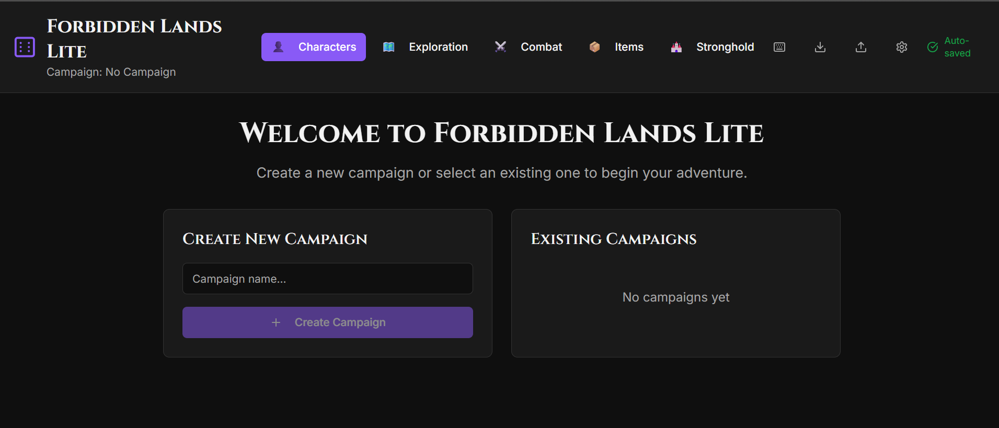 Forbidden Lands
Lite
Campaign: No Campaign
Characters
Exploration
Combat
Items
Stronghold
Auto-
saved
Welcome to Forbidden Lands Lite
Create a new campaign or select an existing one to begin your adventure.
Create New Campaign
Campaign name...
+ Create Campaign
Existing Campaigns
No campaigns yet